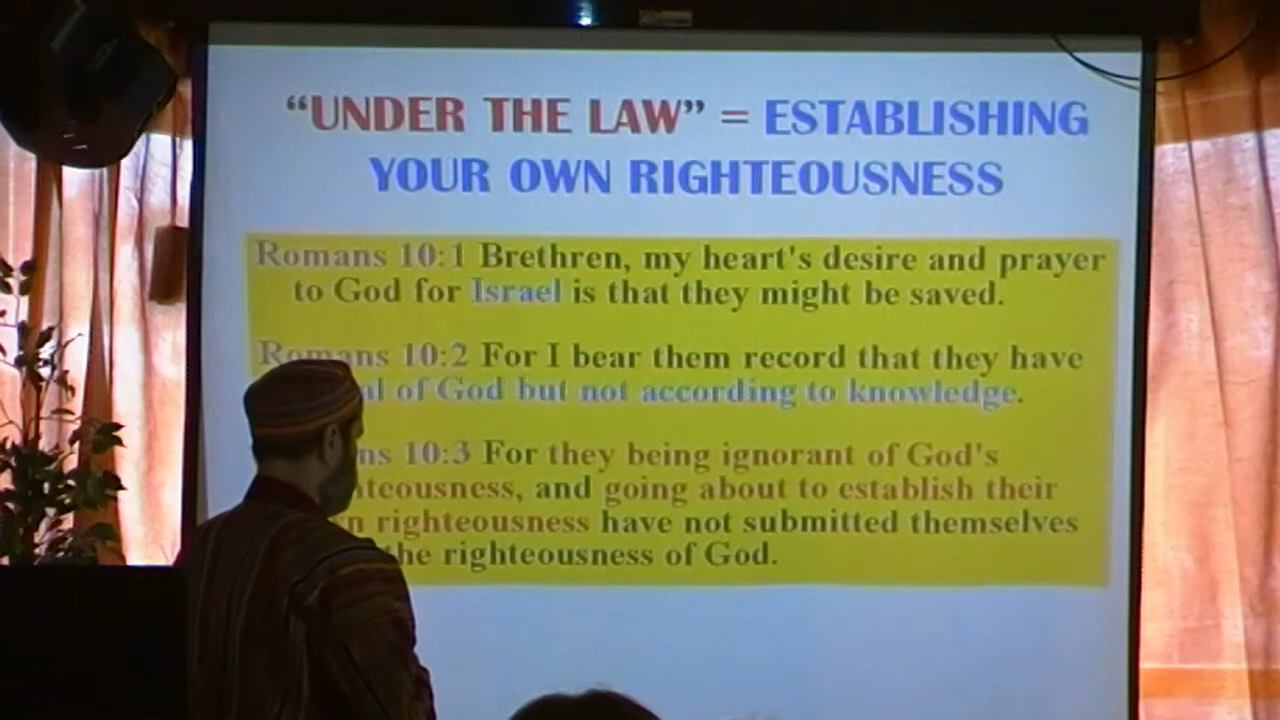 “UNDER THE LAW” = ESTABLISHING
YOUR OWN RIGHTEOUSNESS
Romans 10:1 Brethren, my heart's desire and prayer
to God for Israel is that they might be saved.
Romans 10:2 For I bear them record that they have
of God but not according to knowledge.
10:3 For they being ignorant of God's
and going about to establish their
righteousness have not submitted themselves
the righteousness of God.